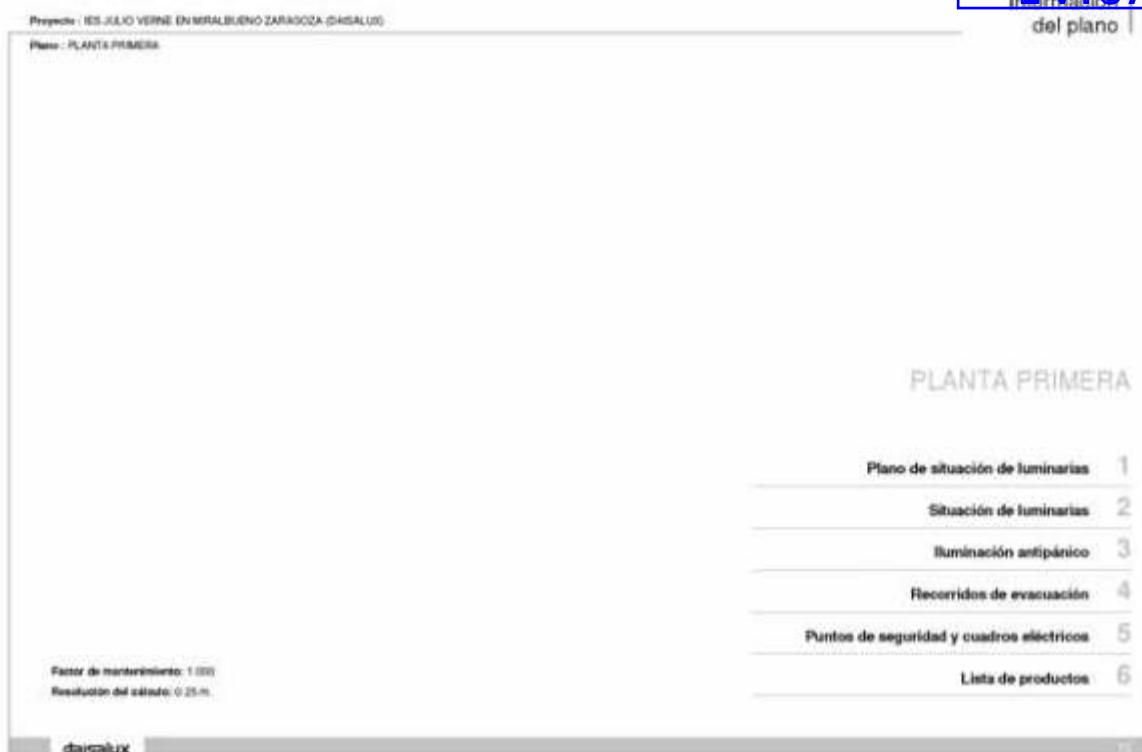 Proyecto : IES JULIO VERNE EN MIRALBUENO ZARAGOZA (DAISALUX)
Información
del plano
Plano : PLANTA PRIMERA
PLANTA PRIMERA
Plano de situación de luminarias 1
Situación de luminarias 2
Iluminación antipánico 3
Recorridos de evacuación 4
Puntos de seguridad y cuadros eléctricos 5
Lista de productos 6
Factor de mantenimiento: 1.000
Resolución del cálculo: 0.25 m.
daisalux